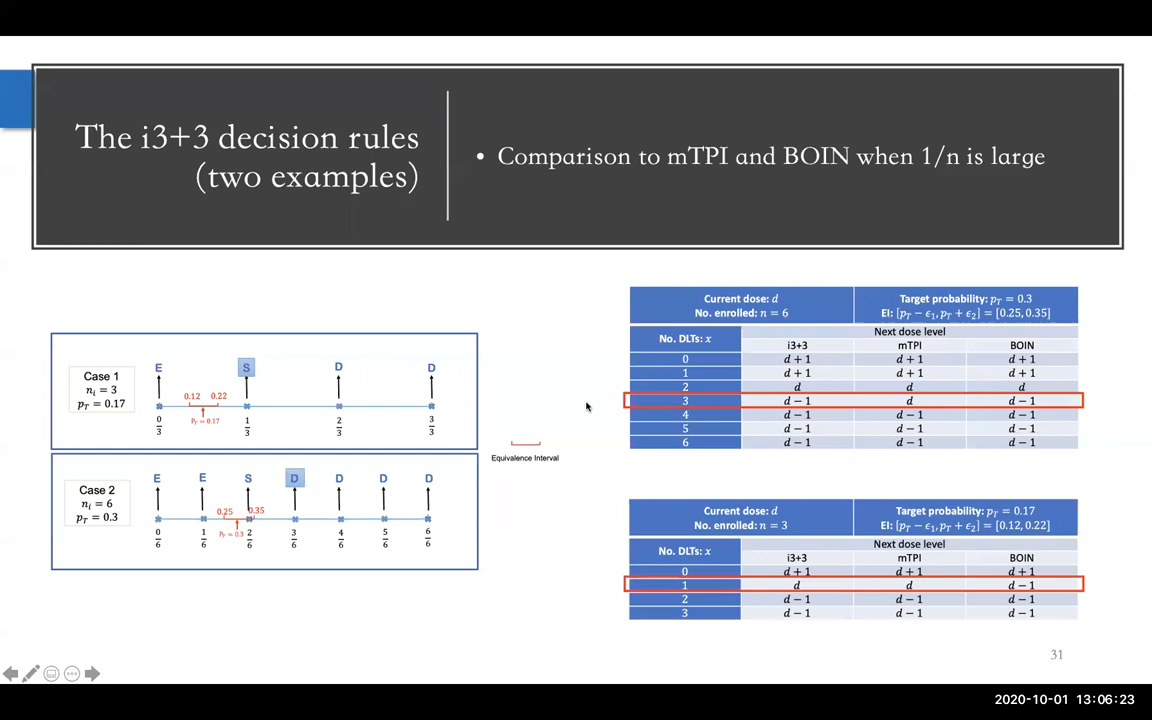 The i3+3 decision rules
(two examples)
• Comparison to mTPI and BOIN when 1/n is large
Case 1
nᵢ = 3
p_T = 0.17
E S D D
0.12 0.22
P_T = 0.17
0/3 1/3 2/3 3/3
Case 2
nᵢ = 6
p_T = 0.3
E E S D D D D
0.25 0.35
P_T = 0.3
0/6 1/6 2/6 3/6 4/6 5/6 6/6
Equivalence Interval
Current dose: d Target probability: p_T = 0.3
No. enrolled: n = 6 EI: [p_T − ϵ₁, p_T + ϵ₂] = [0.25, 0.35]
No. DLTs: x Next dose level
i3+3 mTPI BOIN
0 d + 1 d + 1 d + 1
1 d + 1 d + 1 d + 1
2 d d d
3 d − 1 d d − 1
4 d − 1 d − 1 d − 1
5 d − 1 d − 1 d − 1
6 d − 1 d − 1 d − 1
Current dose: d Target probability: p_T = 0.17
No. enrolled: n = 3 EI: [p_T − ϵ₁, p_T + ϵ₂] = [0.12, 0.22]
No. DLTs: x Next dose level
i3+3 mTPI BOIN
0 d + 1 d + 1 d + 1
1 d d d − 1
2 d − 1 d − 1 d − 1
3 d − 1 d − 1 d − 1
31
2020-10-01 13:06:23